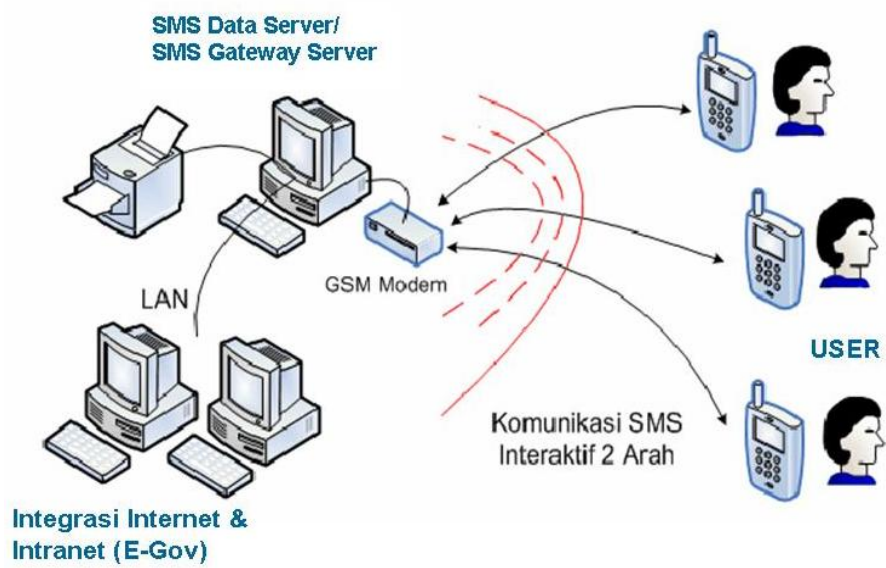 SMS Data Server/
SMS Gateway Server
GSM Modem
LAN
USER
Komunikasi SMS
Interaktif 2 Arah
Integrasi Internet &
Intranet (E-Gov)